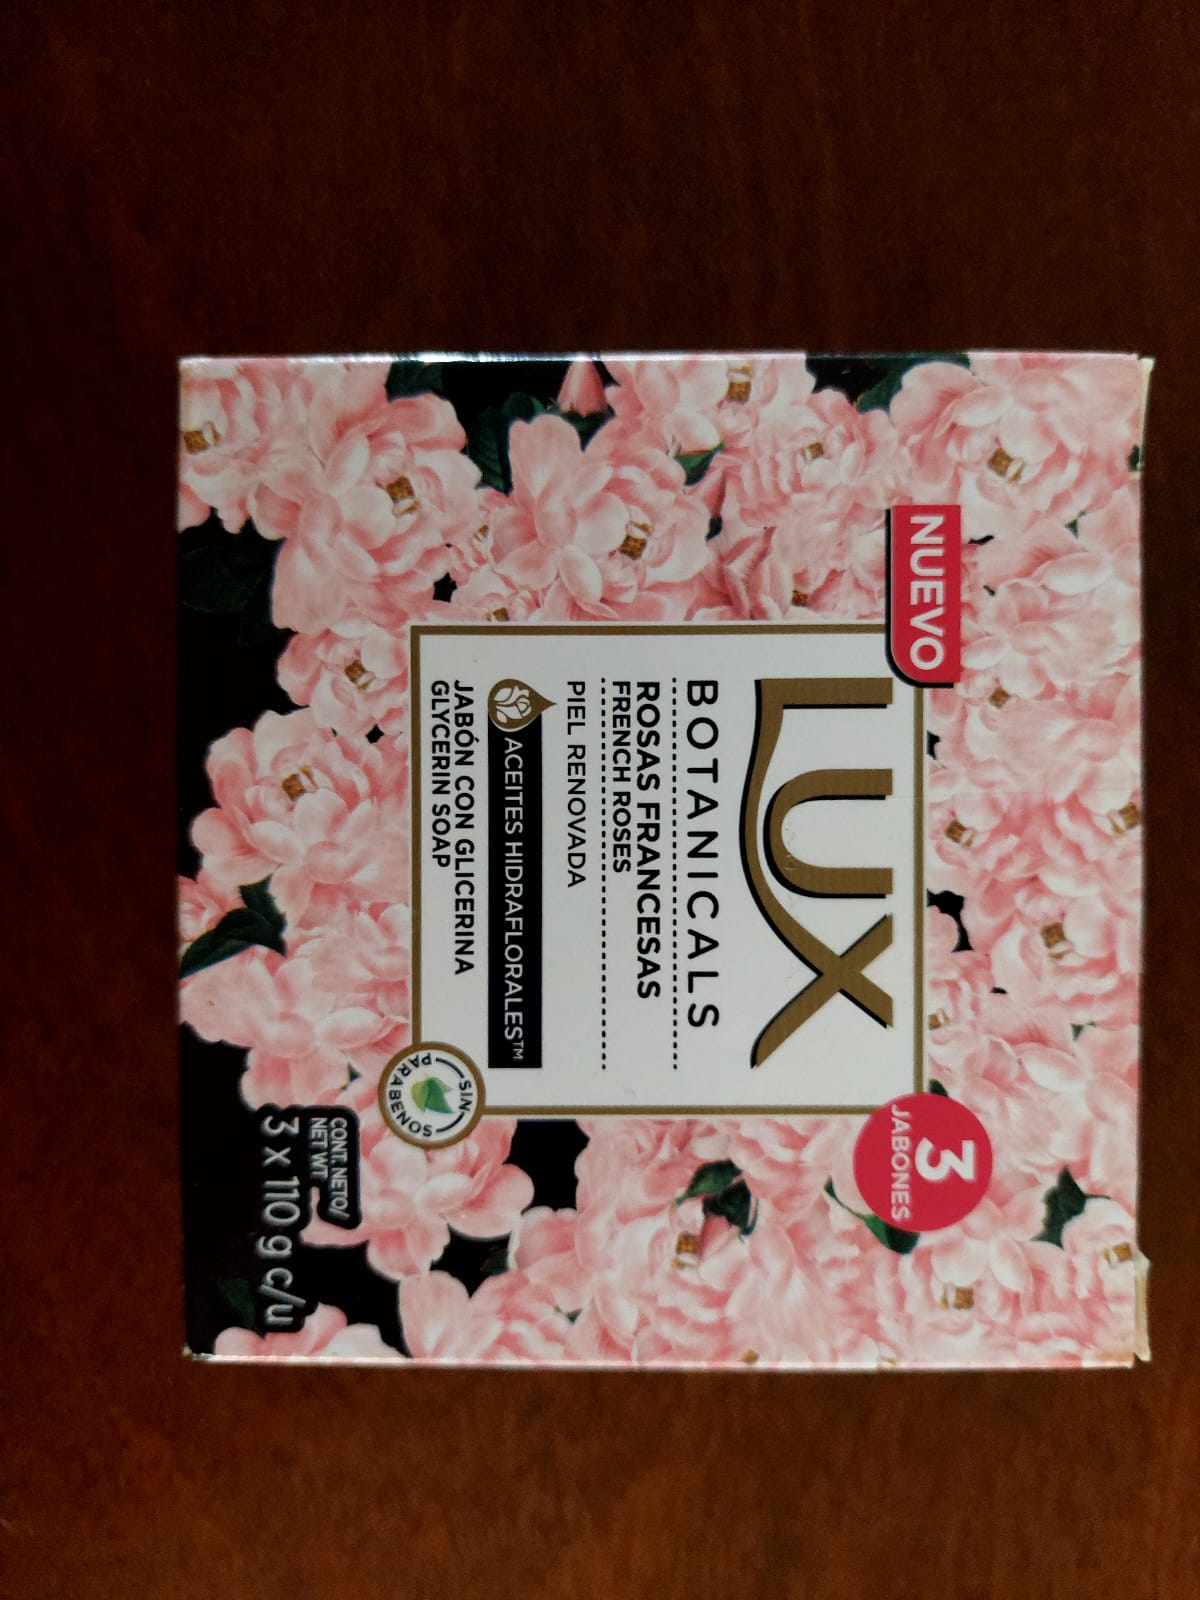 NUEVO
3
JABONES
LUX
BOTANICALS
ROSAS FRANCESAS
FRENCH ROSES
PIEL RENOVADA
ACEITES HIDRAFLORALES™
JABÓN CON GLICERINA
GLYCERIN SOAP
SIN
PARABENOS
CONT. NETO/
NET WT
3 x 110 g c/u